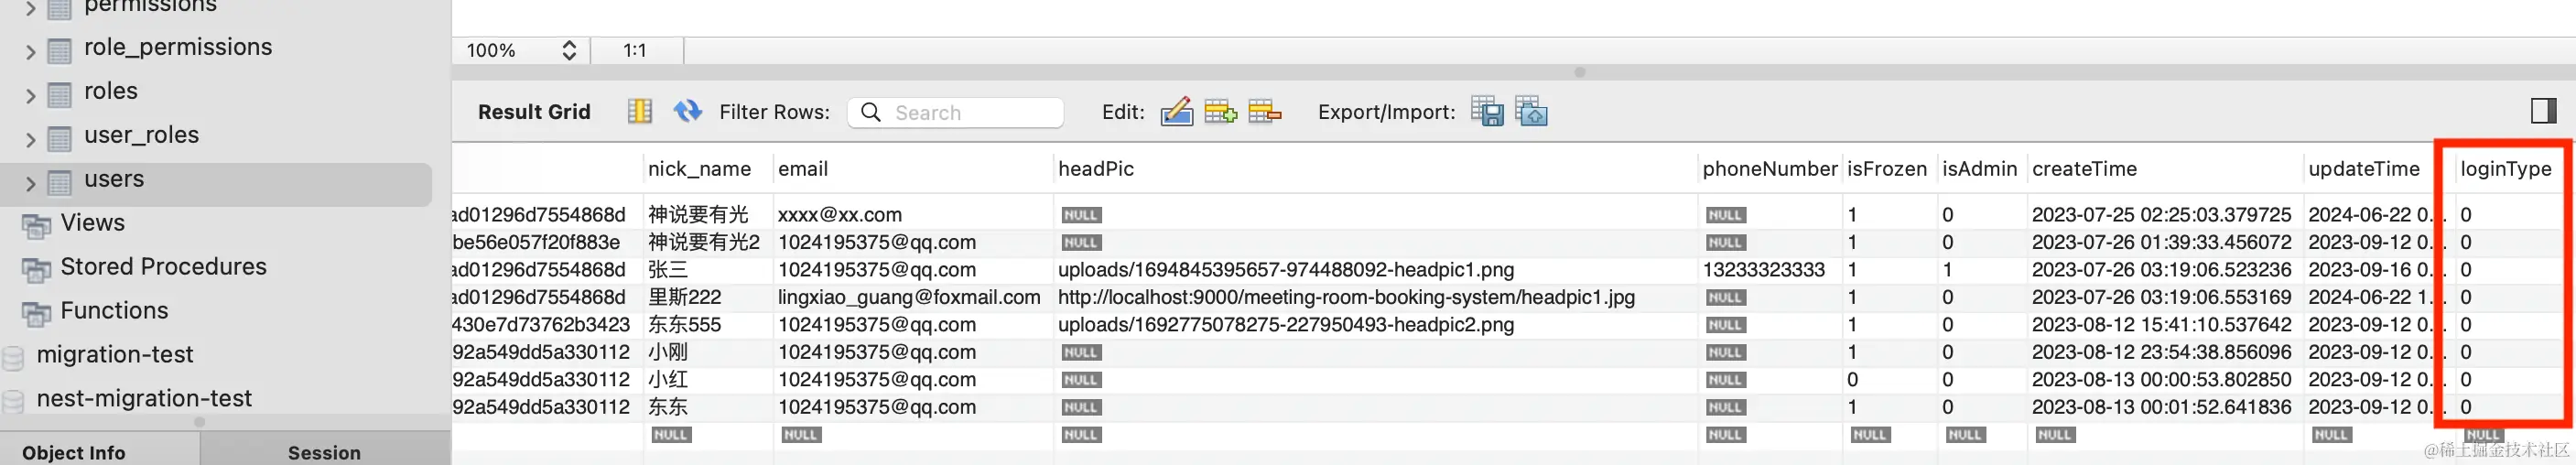 permissions
role_permissions
roles
user_roles
users
Views
Stored Procedures
Functions
migration-test
nest-migration-test
Object Info Session
100% 1:1
Result Grid Filter Rows: Search Edit: Export/Import:
nick_name email headPic phoneNumber isFrozen isAdmin createTime updateTime loginType
ad01296d7554868d 神说要有光 xxxx@xx.com NULL NULL 1 0 2023-07-25 02:25:03.379725 2024-06-22 0... 0
be56e057f20f883e 神说要有光2 1024195375@qq.com NULL NULL 1 0 2023-07-26 01:39:33.456072 2023-09-12 0... 0
ad01296d7554868d 张三 1024195375@qq.com uploads/1694845395657-974488092-headpic1.png 13233323333 1 1 2023-07-26 03:19:06.523236 2023-09-16 0... 0
ad01296d7554868d 里斯222 lingxiao_guang@foxmail.com http://localhost:9000/meeting-room-booking-system/headpic1.jpg NULL 1 0 2023-07-26 03:19:06.553169 2024-06-22 1... 0
430e7d73762b3423 东东555 1024195375@qq.com uploads/1692775078275-227950493-headpic2.png NULL 1 0 2023-08-12 15:41:10.537642 2023-09-12 0... 0
92a549dd5a330112 小刚 1024195375@qq.com NULL NULL 1 0 2023-08-12 23:54:38.856096 2023-09-12 0... 0
92a549dd5a330112 小红 1024195375@qq.com NULL NULL 0 0 2023-08-13 00:00:53.802850 2023-09-12 0... 0
92a549dd5a330112 东东 1024195375@qq.com NULL NULL 1 0 2023-08-13 00:01:52.641836 2023-09-12 0... 0
NULL NULL NULL NULL NULL NULL NULL NULL NULL
@稀土掘金技术社区